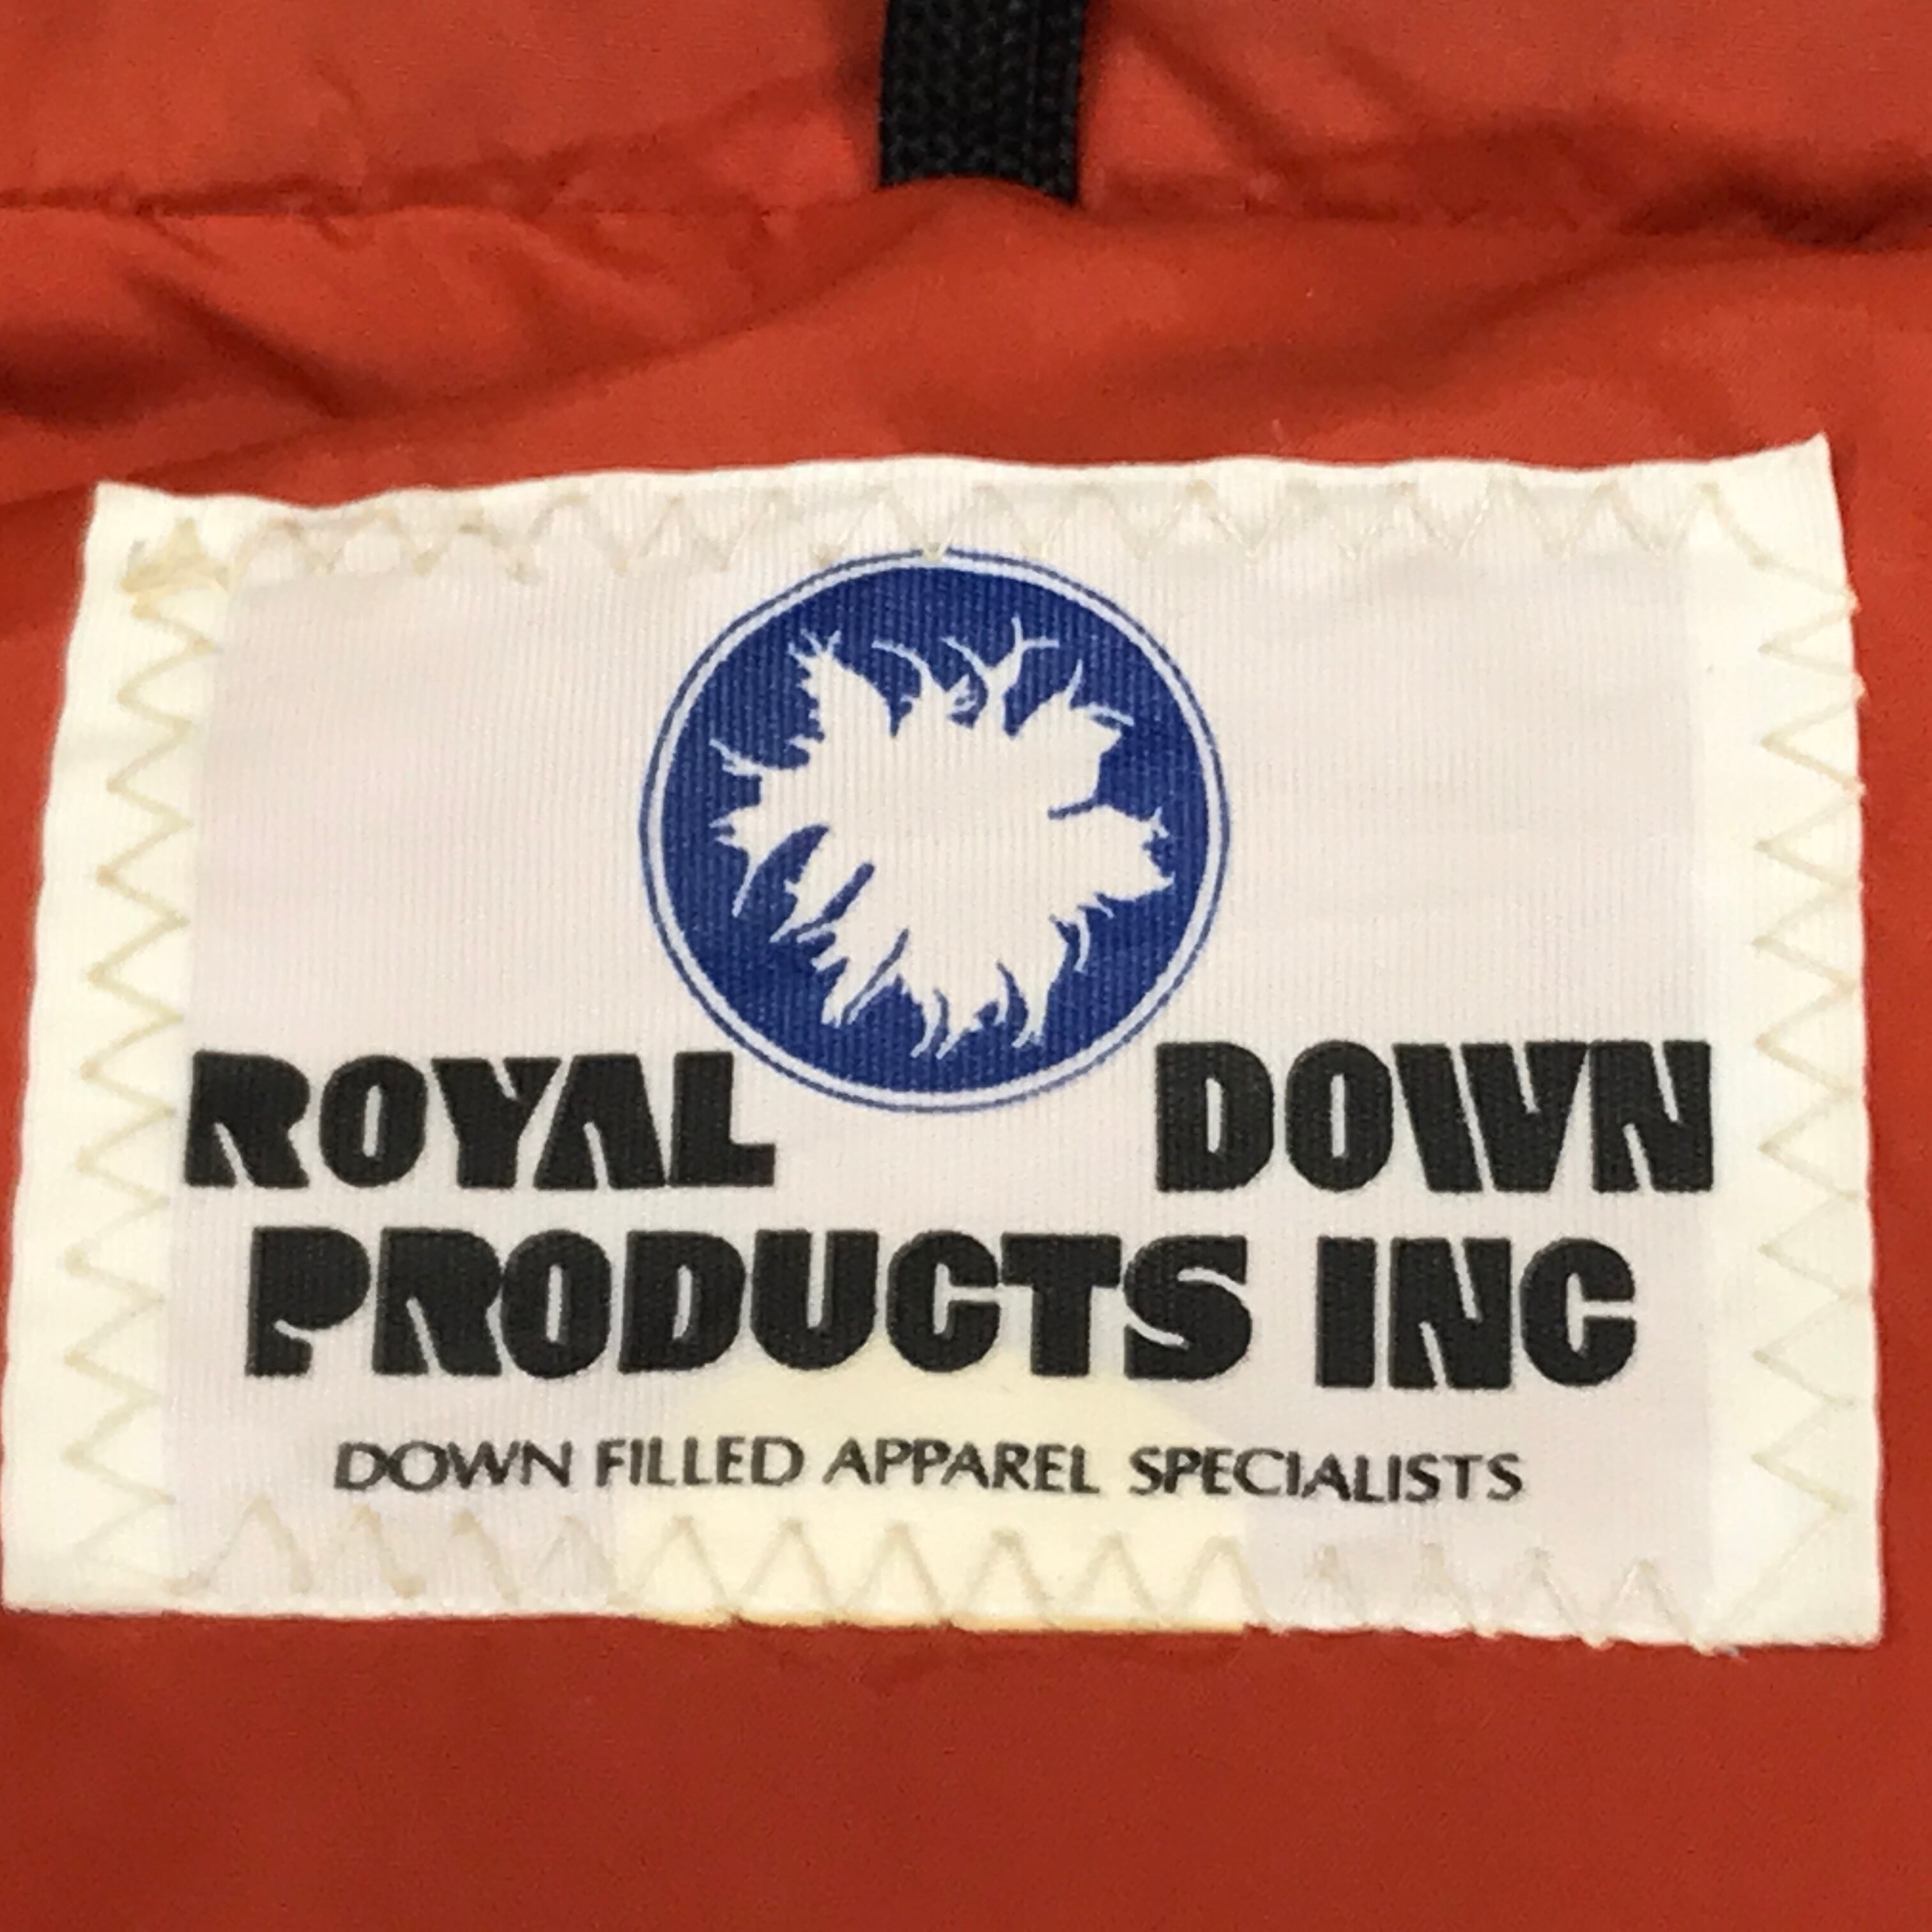 ROYAL DOWN
PRODUCTS INC
DOWN FILLED APPAREL SPECIALISTS